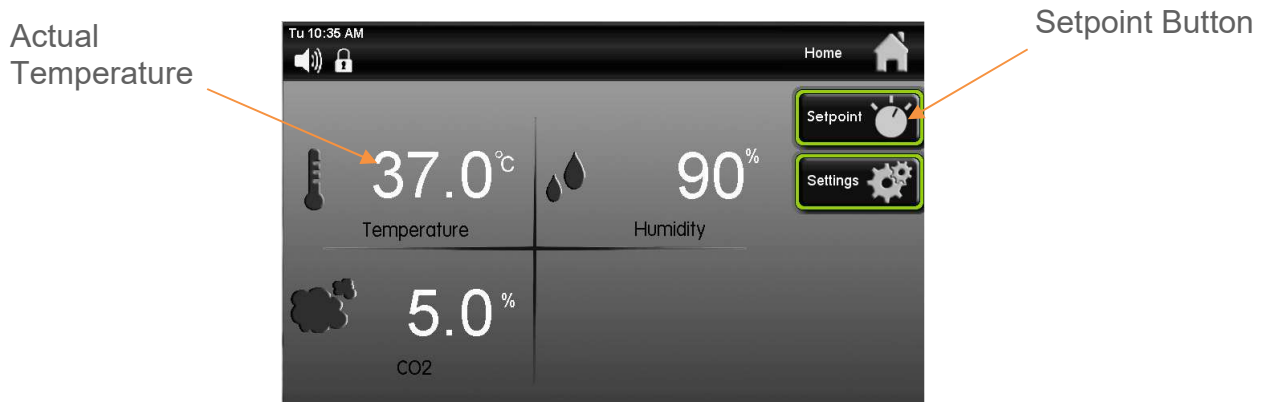 Actual
Temperature
Setpoint Button
Tu 10:35 AM
Home
Setpoint
37.0°C
90%
Settings
Temperature
Humidity
5.0%
CO2